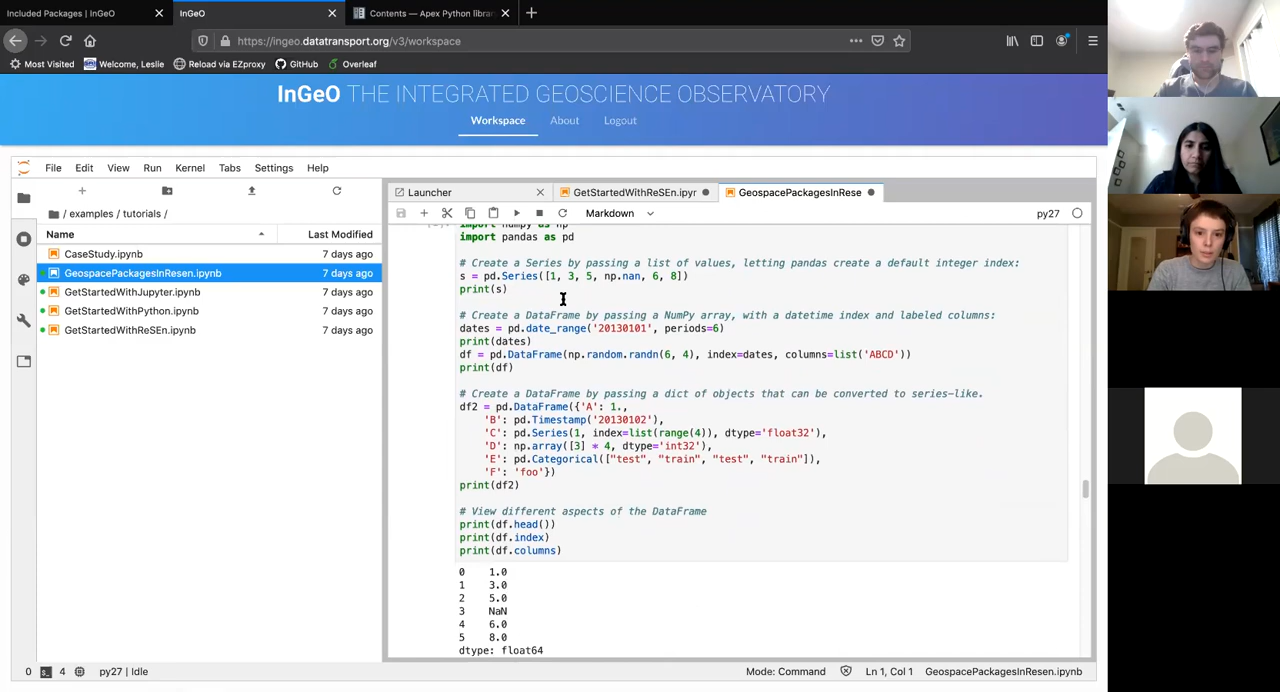 Included Packages | InGeO
InGeO
Contents — Apex Python librar
https://ingeo.datatransport.org/v3/workspace
Most Visited
Welcome, Leslie
Reload via EZproxy
GitHub
Overleaf
InGeO THE INTEGRATED GEOSCIENCE OBSERVATORY
Workspace About Logout
File Edit View Run Kernel Tabs Settings Help
/ examples / tutorials /
Name Last Modified
CaseStudy.ipynb 7 days ago
GeospacePackagesInResen.ipynb 7 days ago
GetStartedWithJupyter.ipynb 7 days ago
GetStartedWithPython.ipynb 7 days ago
GetStartedWithReSEn.ipynb 7 days ago
Launcher
GetStartedWithReSEn.ipyr
GeospacePackagesInRese
Markdown
py27
import numpy as np
import pandas as pd
# Create a Series by passing a list of values, letting pandas create a default integer index:
s = pd.Series([1, 3, 5, np.nan, 6, 8])
print(s)
# Create a DataFrame by passing a NumPy array, with a datetime index and labeled columns:
dates = pd.date_range('20130101', periods=6)
print(dates)
df = pd.DataFrame(np.random.randn(6, 4), index=dates, columns=list('ABCD'))
print(df)
# Create a DataFrame by passing a dict of objects that can be converted to series-like.
df2 = pd.DataFrame({'A': 1.,
'B': pd.Timestamp('20130102'),
'C': pd.Series(1, index=list(range(4)), dtype='float32'),
'D': np.array([3] * 4, dtype='int32'),
'E': pd.Categorical(["test", "train", "test", "train"]),
'F': 'foo'})
print(df2)
# View different aspects of the DataFrame
print(df.head())
print(df.index)
print(df.columns)
0 1.0
1 3.0
2 5.0
3 NaN
4 6.0
5 8.0
dtype: float64
0 4 py27 | Idle
Mode: Command
Ln 1, Col 1
GeospacePackagesInResen.ipynb